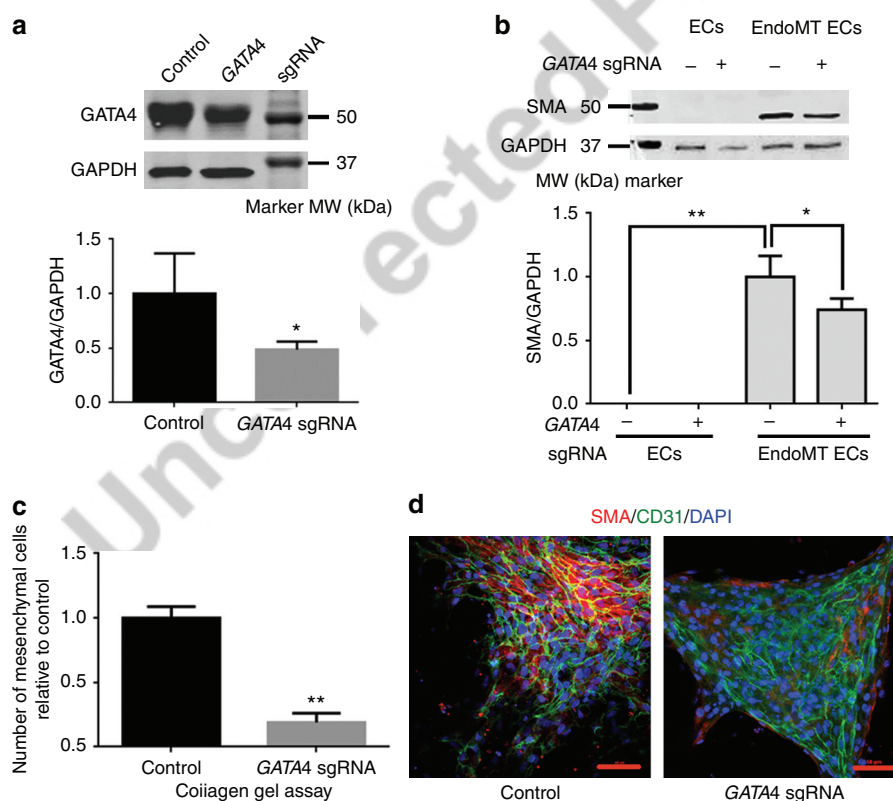 a
Control
GATA4
sgRNA
GATA4
50
GAPDH
37
Marker MW (kDa)
GATA4/GAPDH
1.5
1.0
0.5
0.0
*
Control
GATA4 sgRNA
b
ECs
EndoMT ECs
GATA4 sgRNA
– + – +
SMA 50
GAPDH 37
MW (kDa) marker
SMA/GAPDH
1.5
1.0
0.5
0.0
**
*
GATA4 – + – +
sgRNA ECs EndoMT ECs
c
Number of mesenchymal cells
relative to control
1.5
1.0
0.5
0.5
**
Control
GATA4 sgRNA
Coiiagen gel assay
d
SMA/CD31/DAPI
Control
GATA4 sgRNA